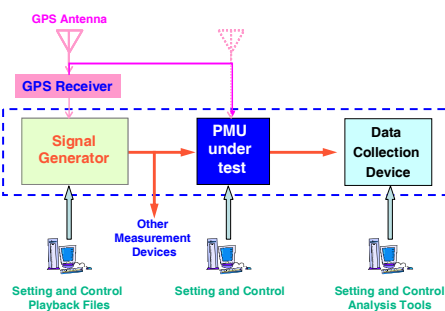 GPS Antenna
GPS Receiver
Signal
Generator
PMU
under
test
Data
Collection
Device
Other
Measurement
Devices
Setting and Control
Playback Files
Setting and Control
Setting and Control
Analysis Tools